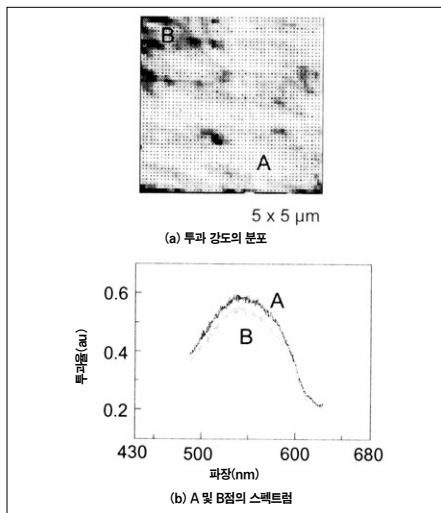 B
A
5 x 5 μm
(a) 투과 강도의 분포
0.6
0.4
0.2
투과율(au)
A
B
430
500
600
680
파장(nm)
(b) A 및 B점의 스펙트럼